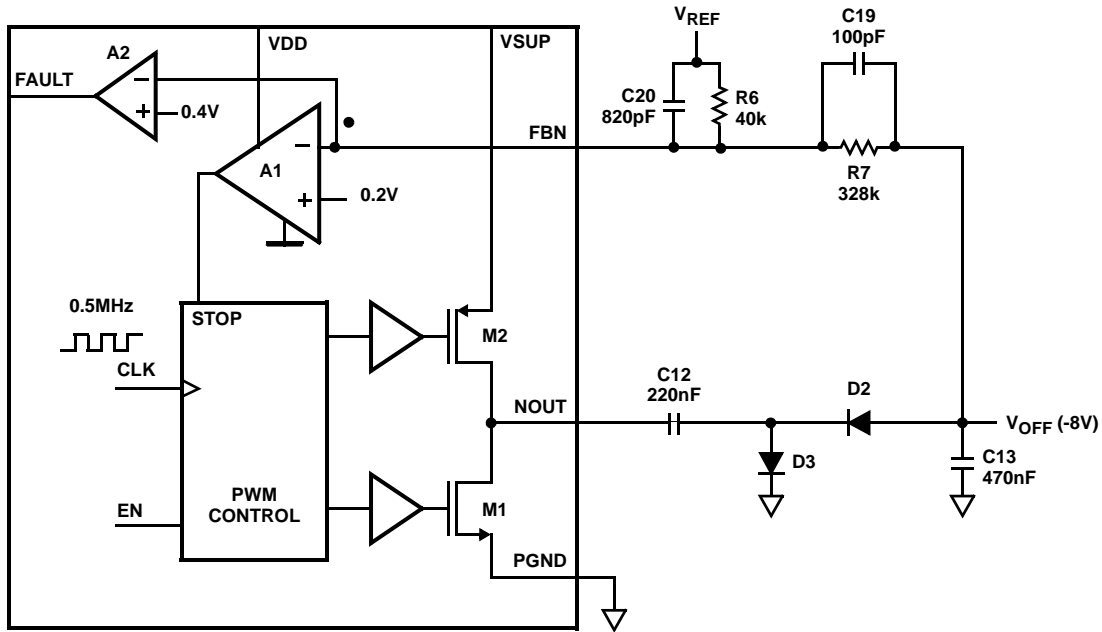 A2
FAULT
−
+
0.4V
VDD
VSUP
A1
−
+
0.2V
FBN
VREF
C20
820pF
R6
40k
C19
100pF
R7
328k
0.5MHz
STOP
CLK
EN
PWM
CONTROL
M2
NOUT
M1
PGND
C12
220nF
D2
D3
VOFF (-8V)
C13
470nF